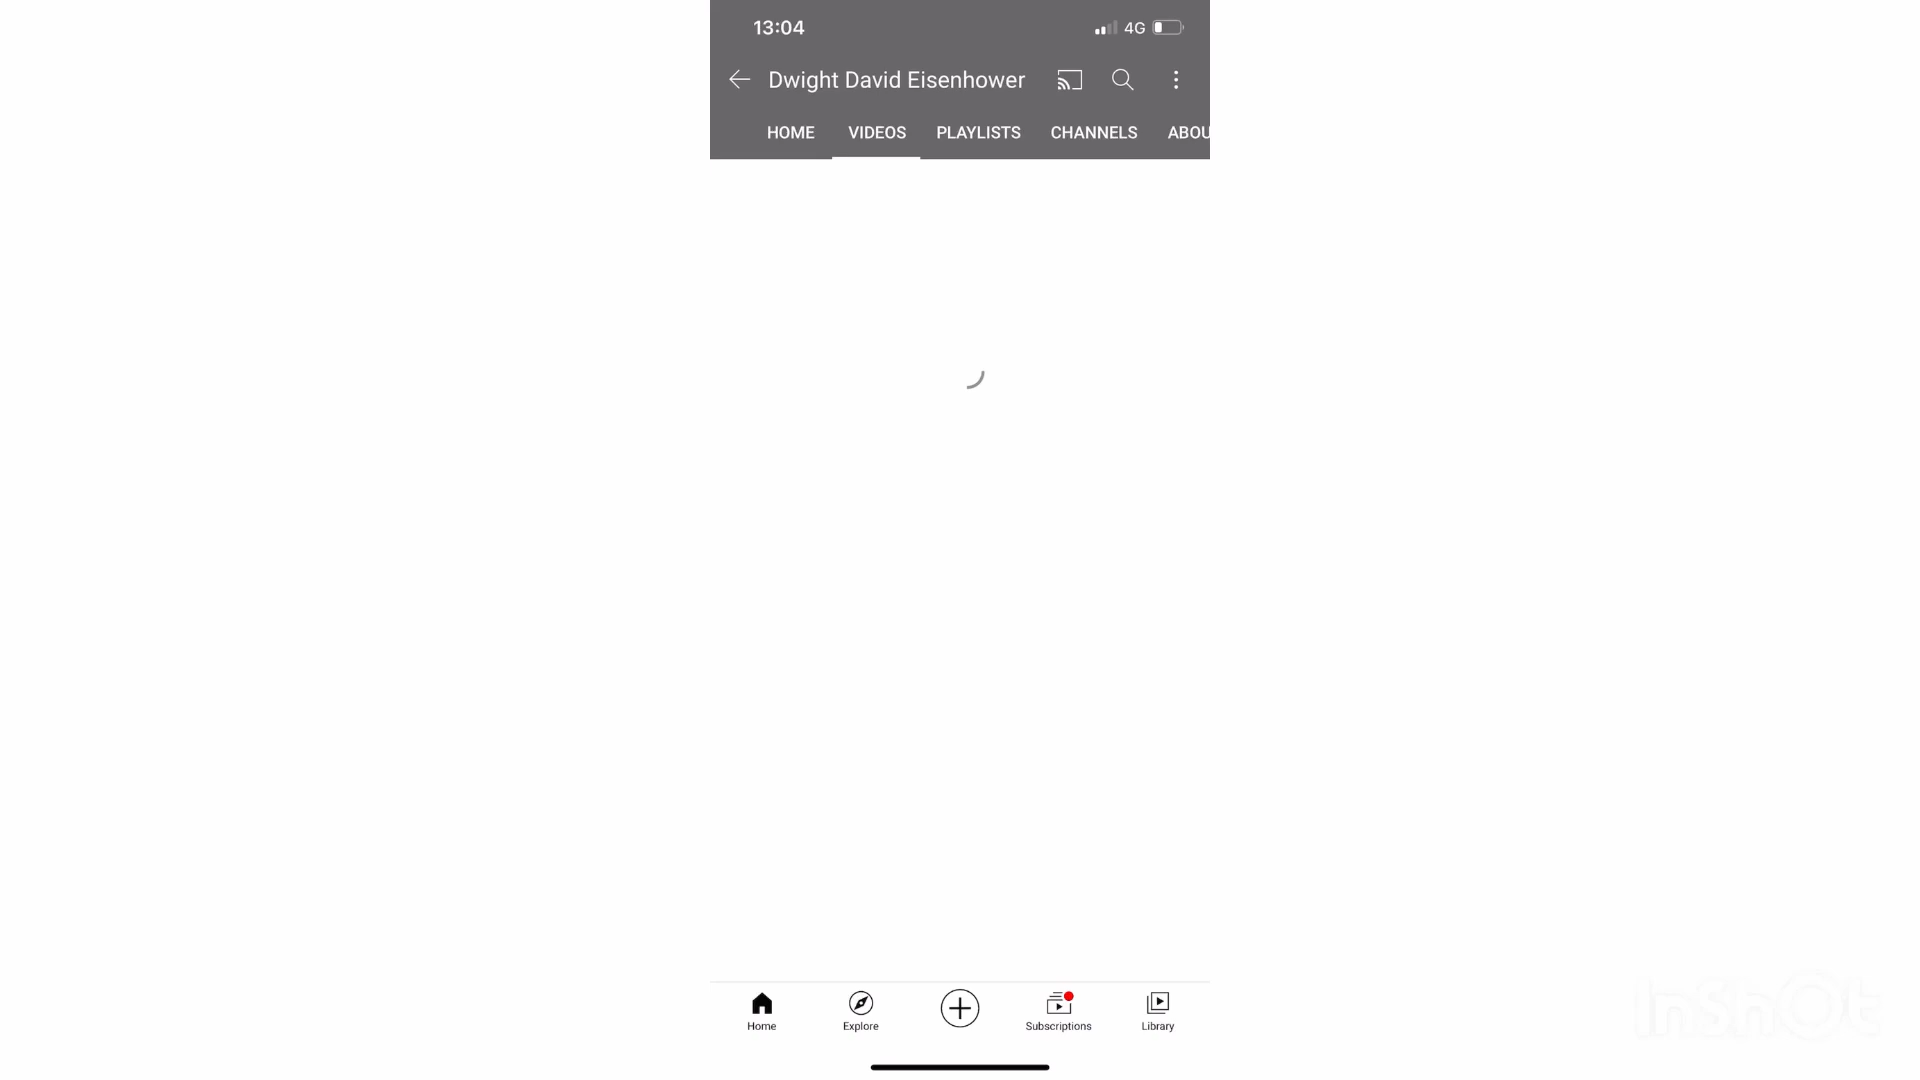 13:04
4G
Dwight David Eisenhower
HOME VIDEOS PLAYLISTS CHANNELS ABOU
Home Explore Subscriptions Library
InShOt